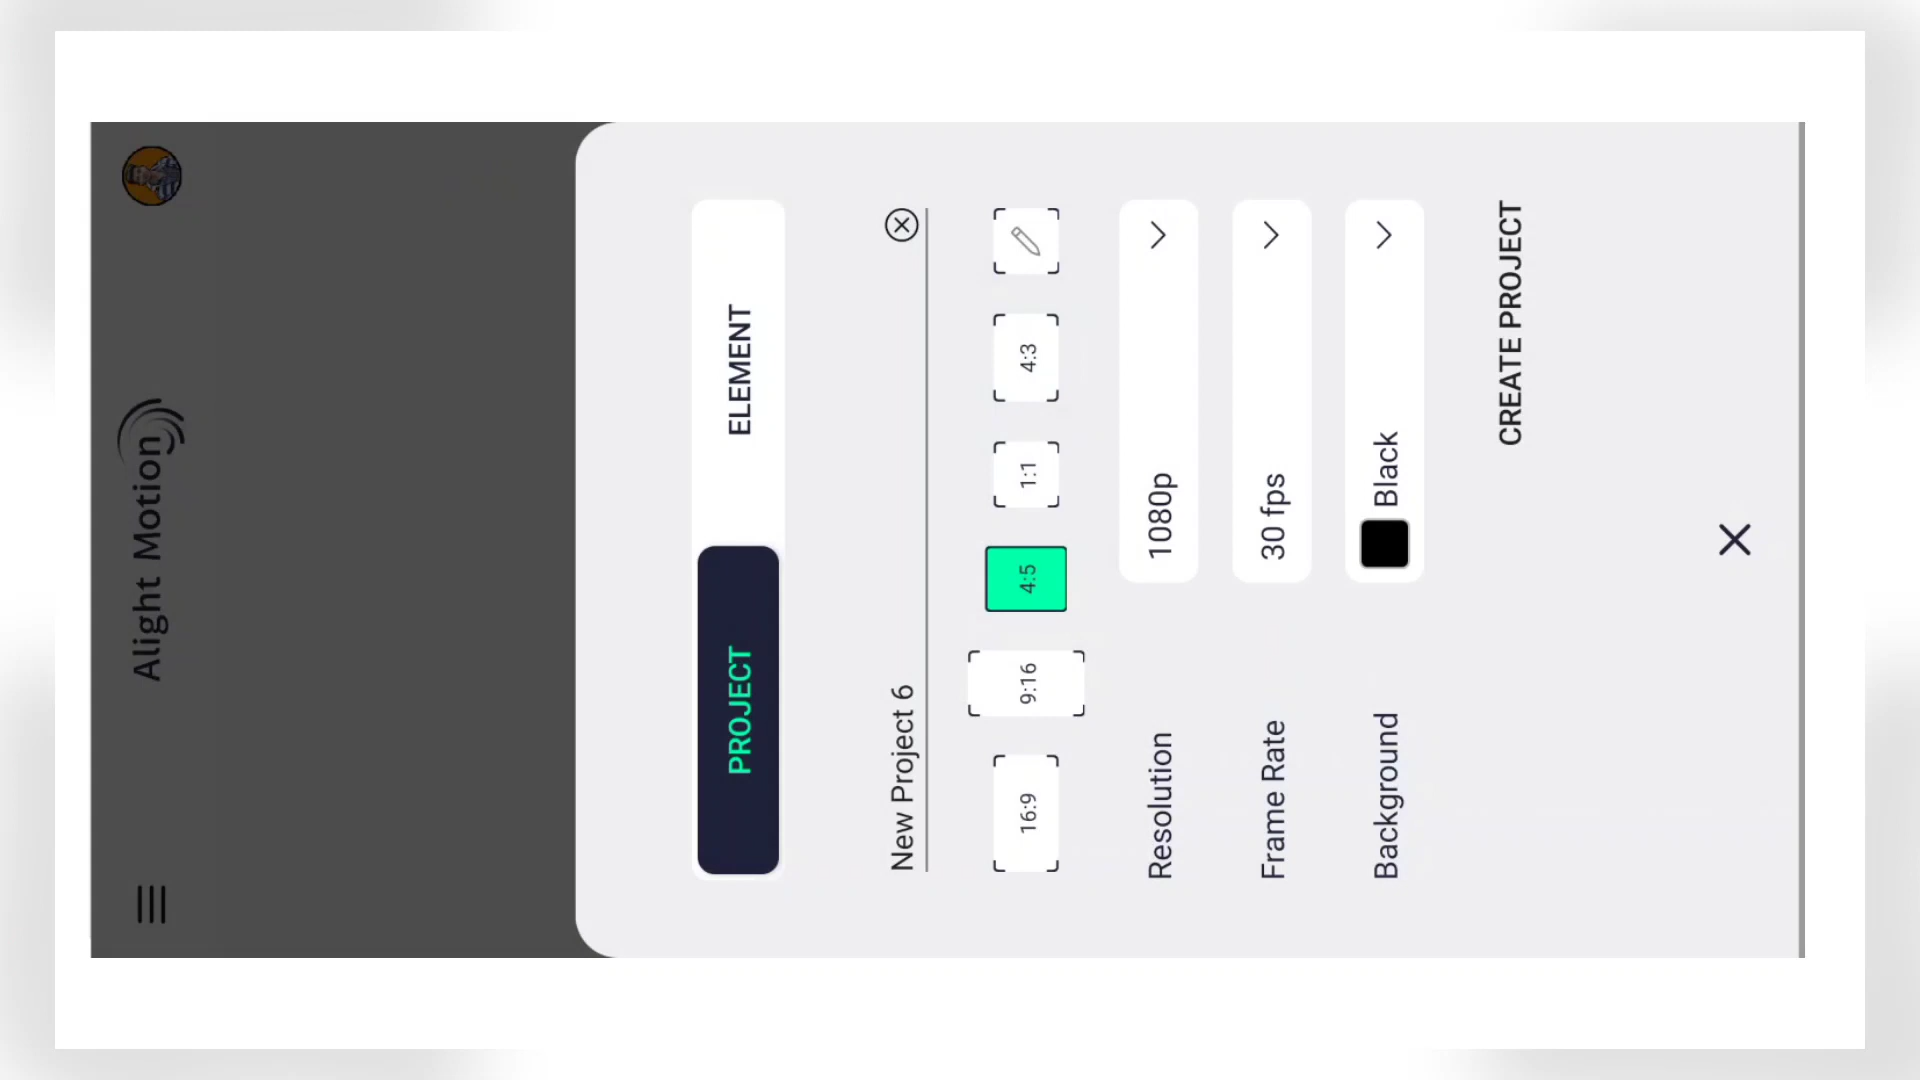 Alight Motion
PROJECT
ELEMENT
New Project 6
16:9
9:16
4:5
1:1
4:3
Resolution
1080p
Frame Rate
30 fps
Background
Black
CREATE PROJECT